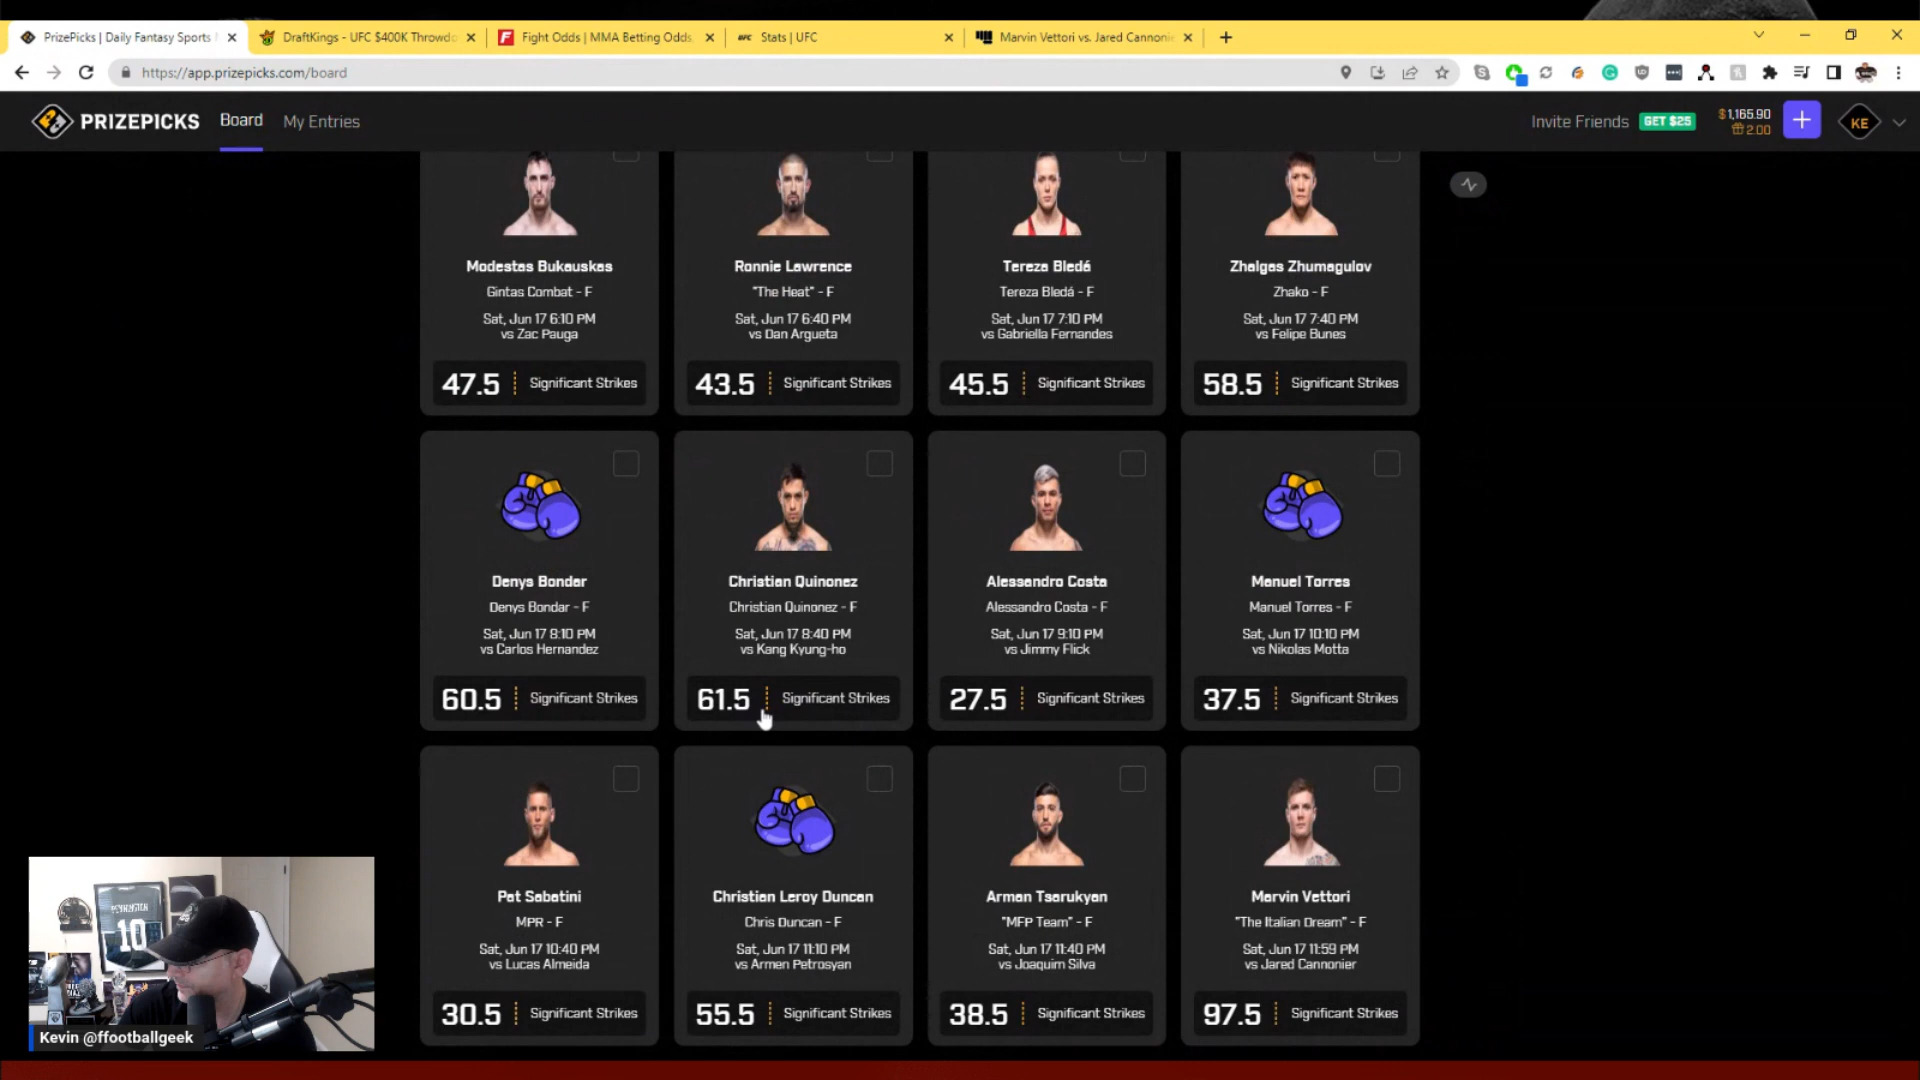 PrizePicks | Daily Fantasy Sports
DraftKings - UFC $400K Throwdo
Fight Odds | MMA Betting Odds
Stats | UFC
Marvin Vettori vs. Jared Cannonie
https://app.prizepicks.com/board
PRIZEPICKS
Board
My Entries
Invite Friends
GET $25
$1,165.90
2.00
KE
Modestas Bukauskas
Gintas Combat - F
Sat, Jun 17 6:10 PM
vs Zac Pauga
47.5 Significant Strikes
Ronnie Lawrence
"The Heat" - F
Sat, Jun 17 6:40 PM
vs Dan Argueta
43.5 Significant Strikes
Tereza Bledá
Tereza Bledá - F
Sat, Jun 17 7:10 PM
vs Gabriella Fernandes
45.5 Significant Strikes
Zhalgas Zhumagulov
Zhako - F
Sat, Jun 17 7:40 PM
vs Felipe Bunes
58.5 Significant Strikes
Denys Bondar
Denys Bondar - F
Sat, Jun 17 8:10 PM
vs Carlos Hernandez
60.5 Significant Strikes
Christian Quinonez
Christian Quinonez - F
Sat, Jun 17 8:40 PM
vs Kang Kyung-ho
61.5 Significant Strikes
Alessandro Costa
Alessandro Costa - F
Sat, Jun 17 9:10 PM
vs Jimmy Flick
27.5 Significant Strikes
Manuel Torres
Manuel Torres - F
Sat, Jun 17 10:10 PM
vs Nikolas Motta
37.5 Significant Strikes
Pat Sabatini
MPR - F
Sat, Jun 17 10:40 PM
vs Lucas Almeida
30.5 Significant Strikes
Christian Leroy Duncan
Chris Duncan - F
Sat, Jun 17 11:10 PM
vs Armen Petrosyan
55.5 Significant Strikes
Arman Tsarukyan
"MFP Team" - F
Sat, Jun 17 11:40 PM
vs Joaquim Silva
38.5 Significant Strikes
Marvin Vettori
"The Italian Dream" - F
Sat, Jun 17 11:59 PM
vs Jared Cannonier
97.5 Significant Strikes
10
Kevin @ffootballgeek